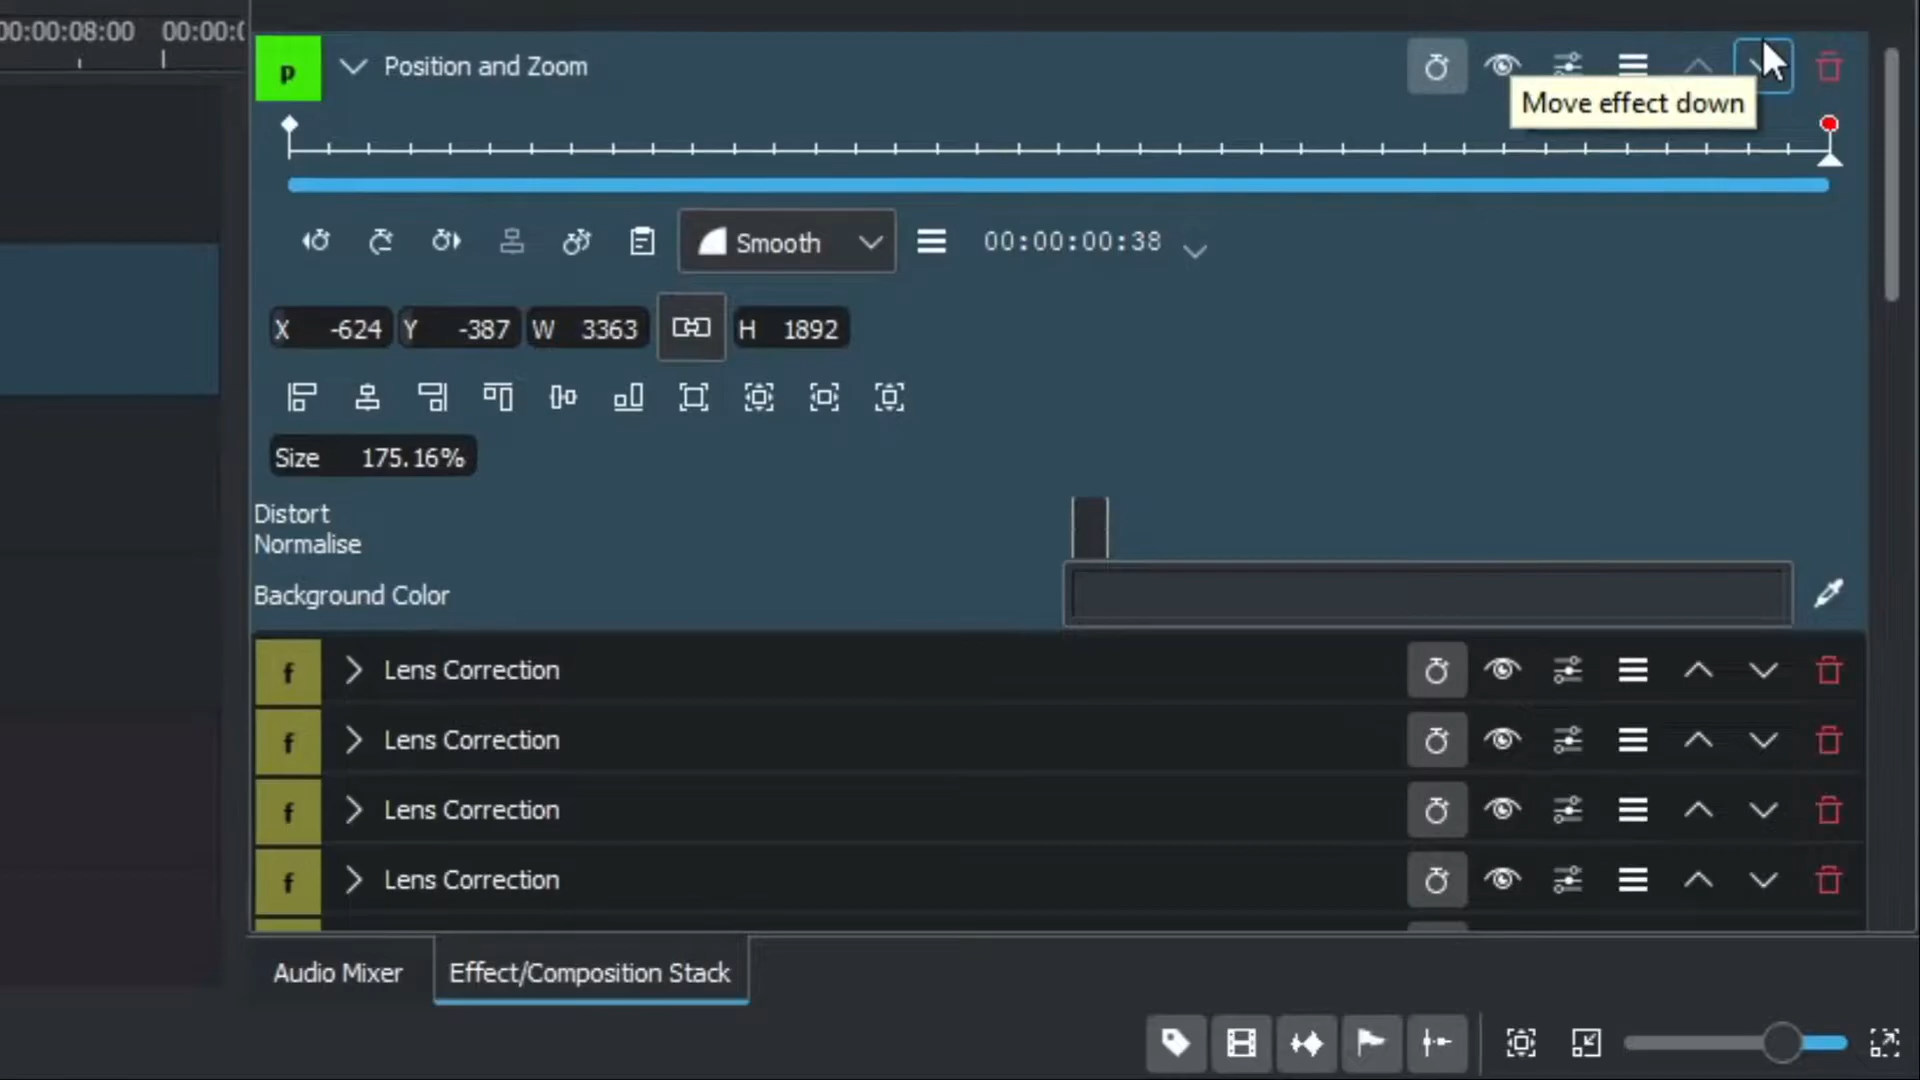 00:00:08:00 00:00:0
p Position and Zoom
Move effect down
Smooth 00:00:00:38
X -624 Y -387 W 3363 H 1892
Size 175.16%
Distort
Normalise
Background Color
f Lens Correction
f Lens Correction
f Lens Correction
f Lens Correction
Audio Mixer Effect/Composition Stack